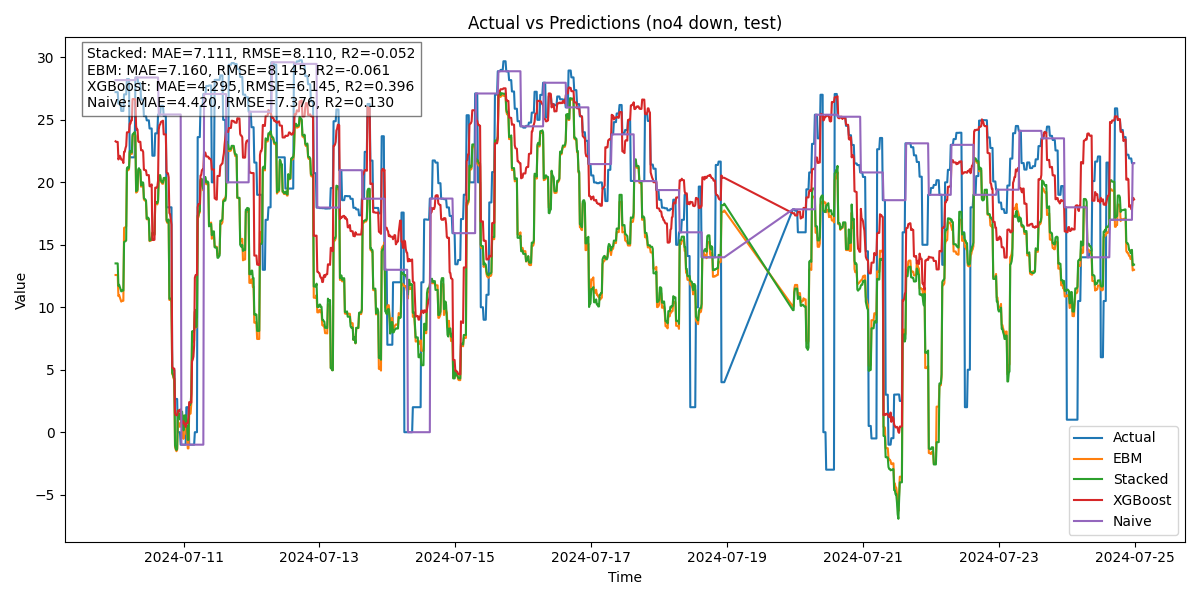 Actual vs Predictions (no4 down, test)
Stacked: MAE=7.111, RMSE=8.110, R2=-0.052
EBM: MAE=7.160, RMSE=8.145, R2=-0.061
XGBoost: MAE=4.295, RMSE=6.145, R2=0.396
Naive: MAE=4.420, RMSE=7.376, R2=0.130
30
25
20
15
10
5
0
−5
Value
Actual
EBM
Stacked
XGBoost
Naive
2024-07-11 2024-07-13 2024-07-15 2024-07-17 2024-07-19 2024-07-21 2024-07-23 2024-07-25
Time